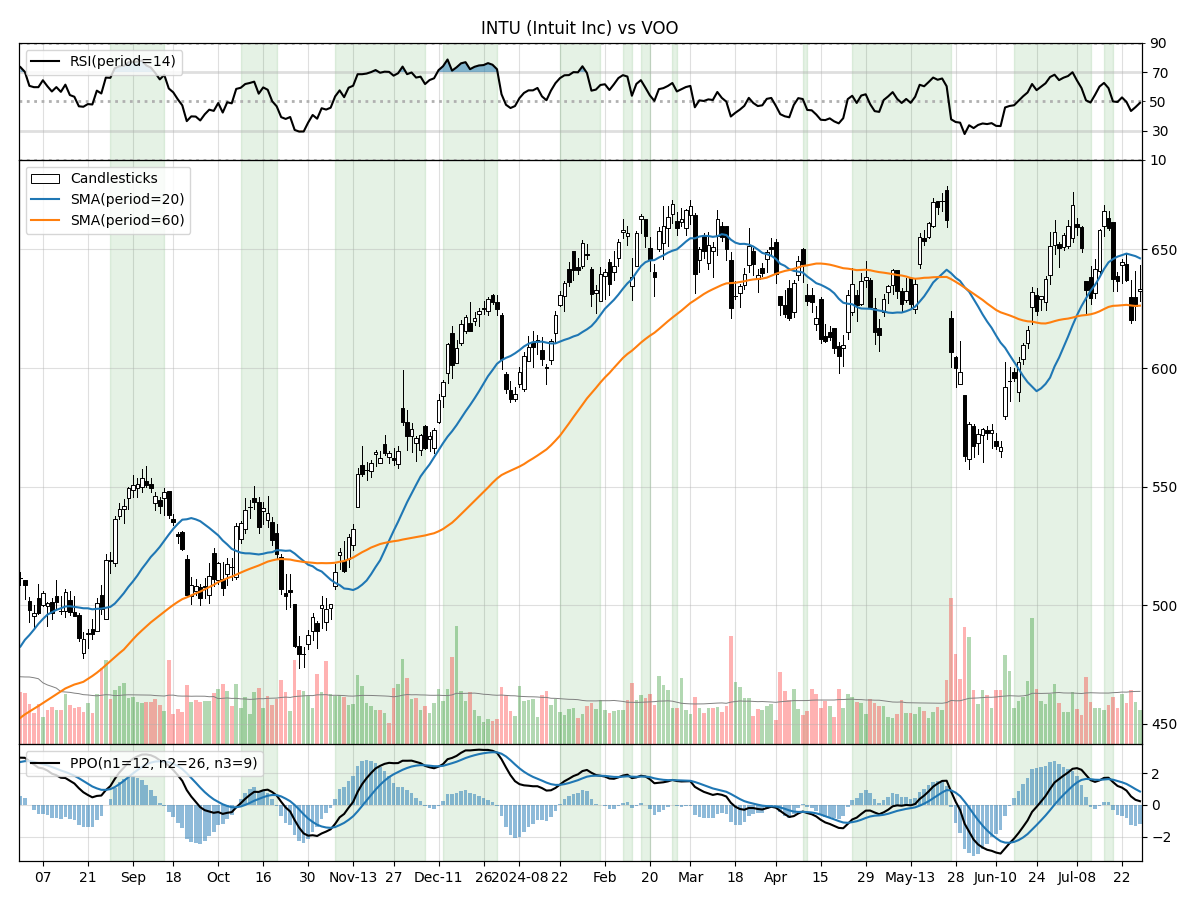 INTU (Intuit Inc) vs VOO
RSI(period=14)
90
70
50
30
10
Candlesticks
SMA(period=20)
SMA(period=60)
650
600
550
500
450
PPO(n1=12, n2=26, n3=9)
2
0
−2
07 21 Sep 18 Oct 16 30 Nov-13 27 Dec-11 26 2024-08 22 Feb 20 Mar 18 Apr 15 29 May-13 28 Jun-10 24 Jul-08 22